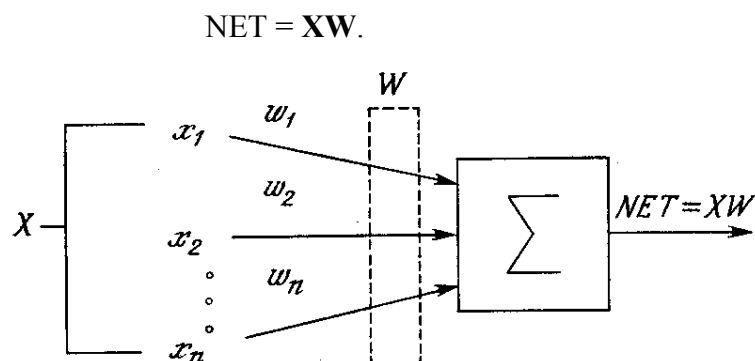 NET = XW.
W
w₁
x₁
w₂
X
x₂
wₙ
xₙ
Σ
NET=XW